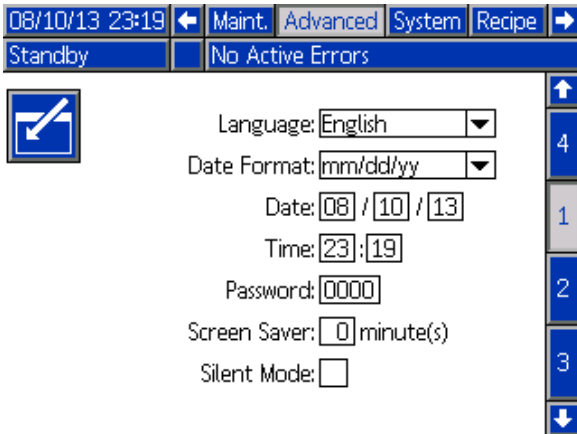 08/10/13 23:19 Maint. Advanced System Recipe
Standby No Active Errors
Language: English
4
Date Format: mm/dd/yy
Date: 08 / 10 / 13
1
Time: 23 : 19
Password: 0000
2
Screen Saver: 0 minute(s)
Silent Mode:
3